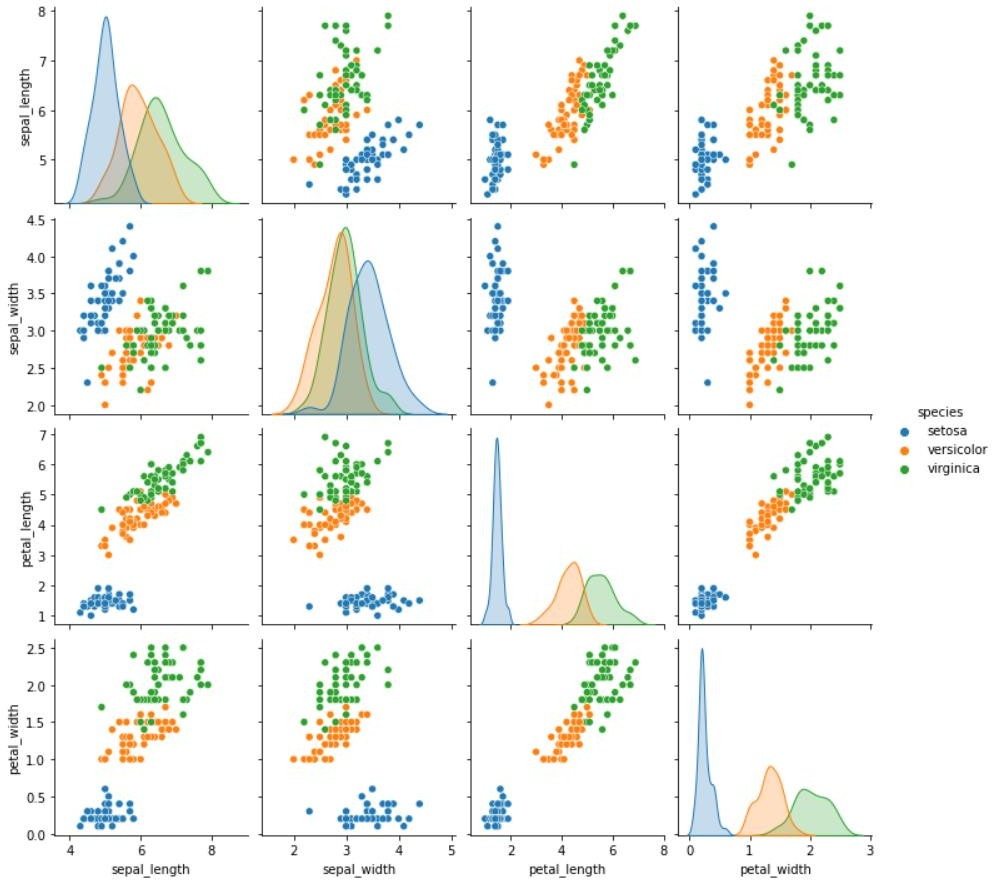 8
7
6
5
sepal_length
4.5
4.0
3.5
3.0
2.5
2.0
sepal_width
species
setosa
versicolor
virginica
7
6
5
4
3
2
1
petal_length
2.5
2.0
1.5
1.0
0.5
0.0
petal_width
4 6 8
2 3 4 5
2 4 6 8
0 1 2 3
sepal_length
sepal_width
petal_length
petal_width